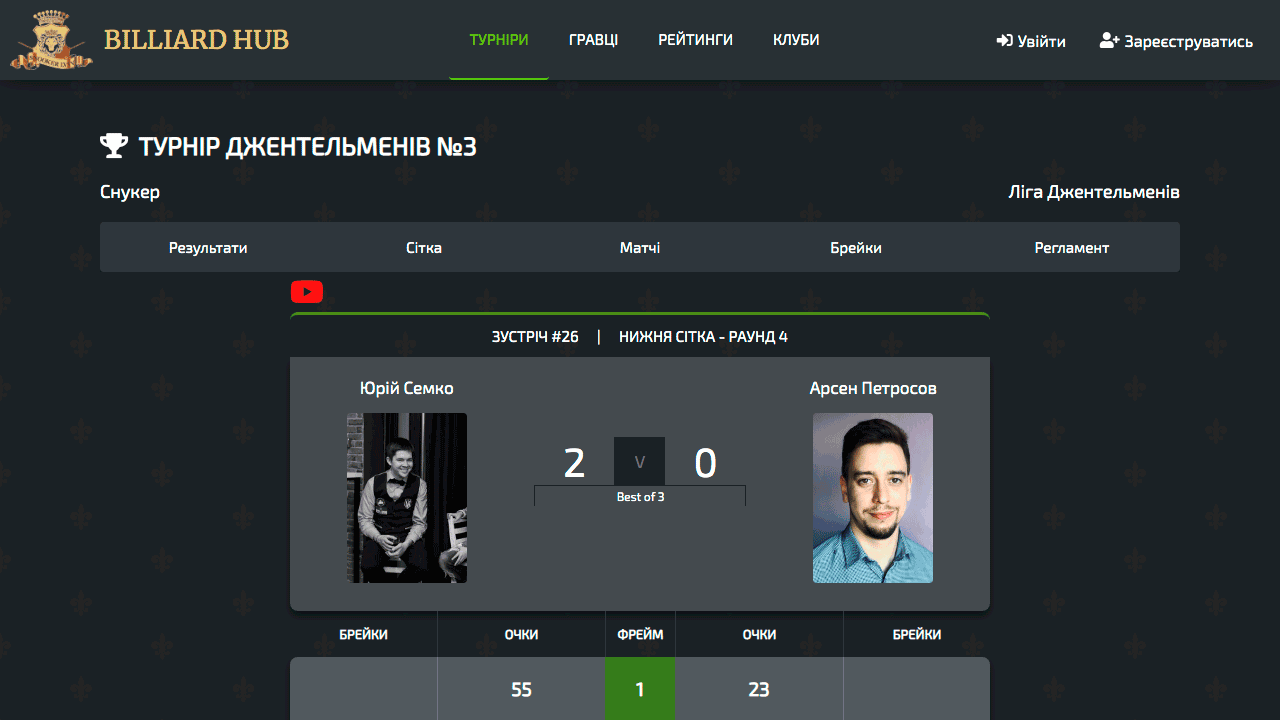 BILLIARD HUB
ТУРНІРИ ГРАВЦІ РЕЙТИНГИ КЛУБИ
Увійти Зареєструватись
ТУРНІР ДЖЕНТЕЛЬМЕНІВ №3
Снукер Ліга Джентельменів
Результати Сітка Матчі Брейки Регламент
ЗУСТРІЧ #26 | НИЖНЯ СІТКА - РАУНД 4
Юрій Семко Арсен Петросов
2 V 0
Best of 3
БРЕЙКИ ОЧКИ ФРЕЙМ ОЧКИ БРЕЙКИ
55 1 23